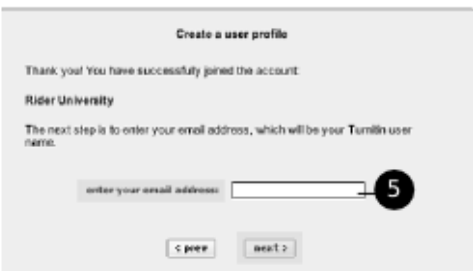 Create a user profile
Thank you! You have successfully joined the account:
Rider University
The next step is to enter your email address, which will be your Turnitin user
name.
enter your email address: 5
< prev next >